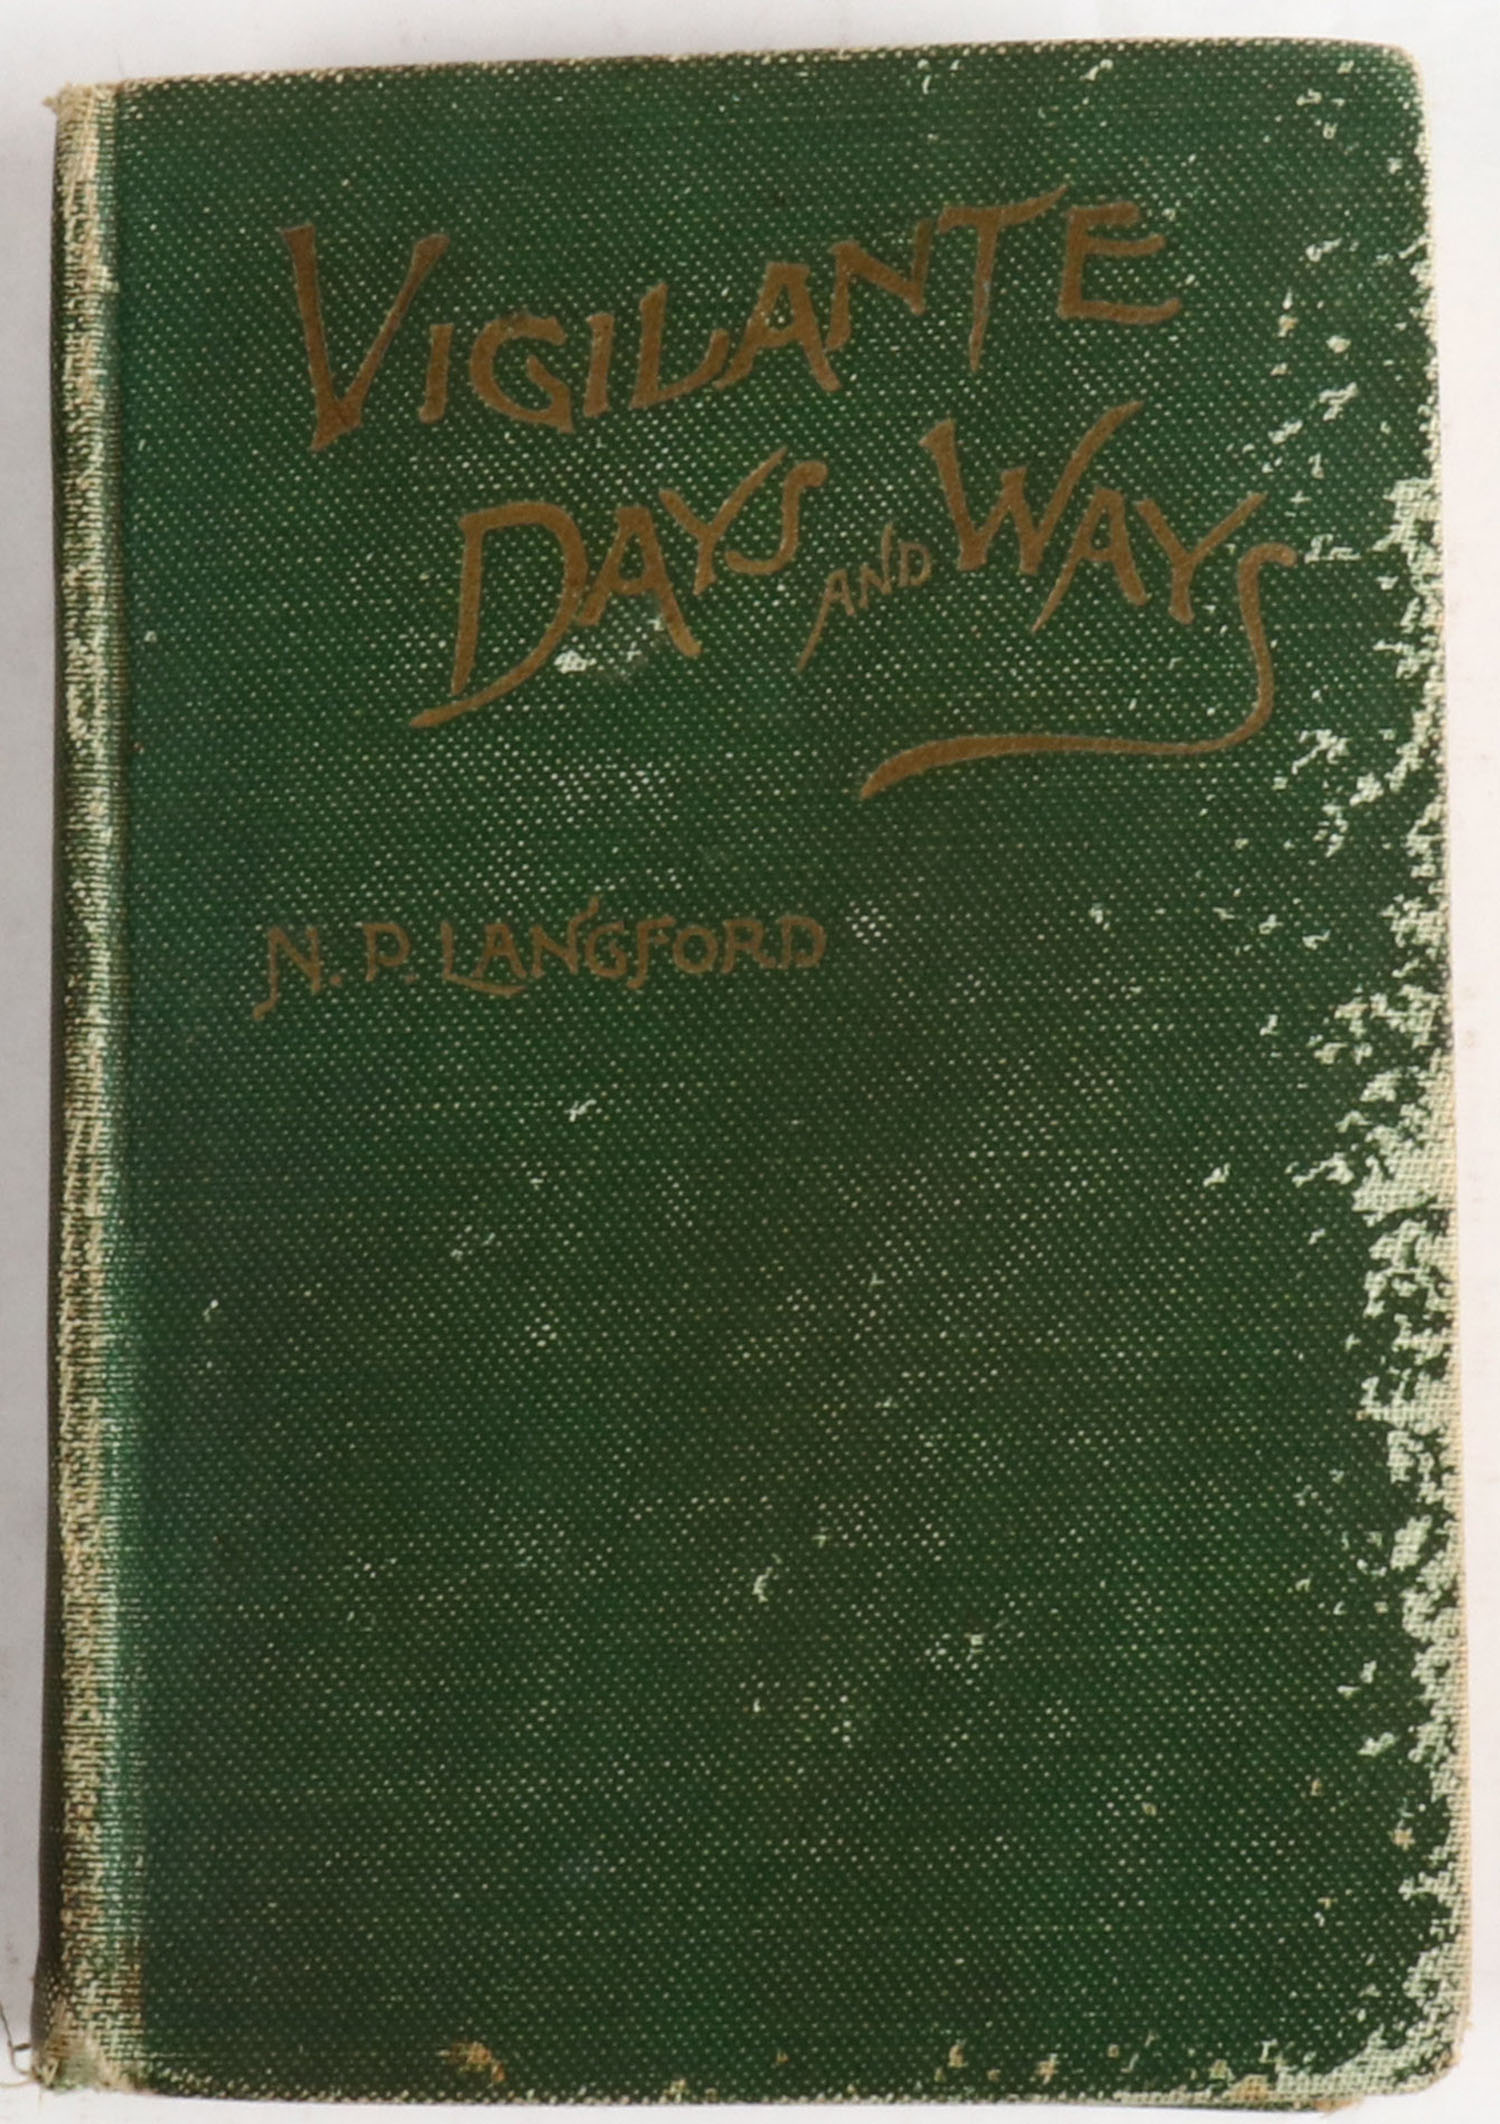 VIGILANTE
DAYS AND WAYS
N. P. LANGFORD